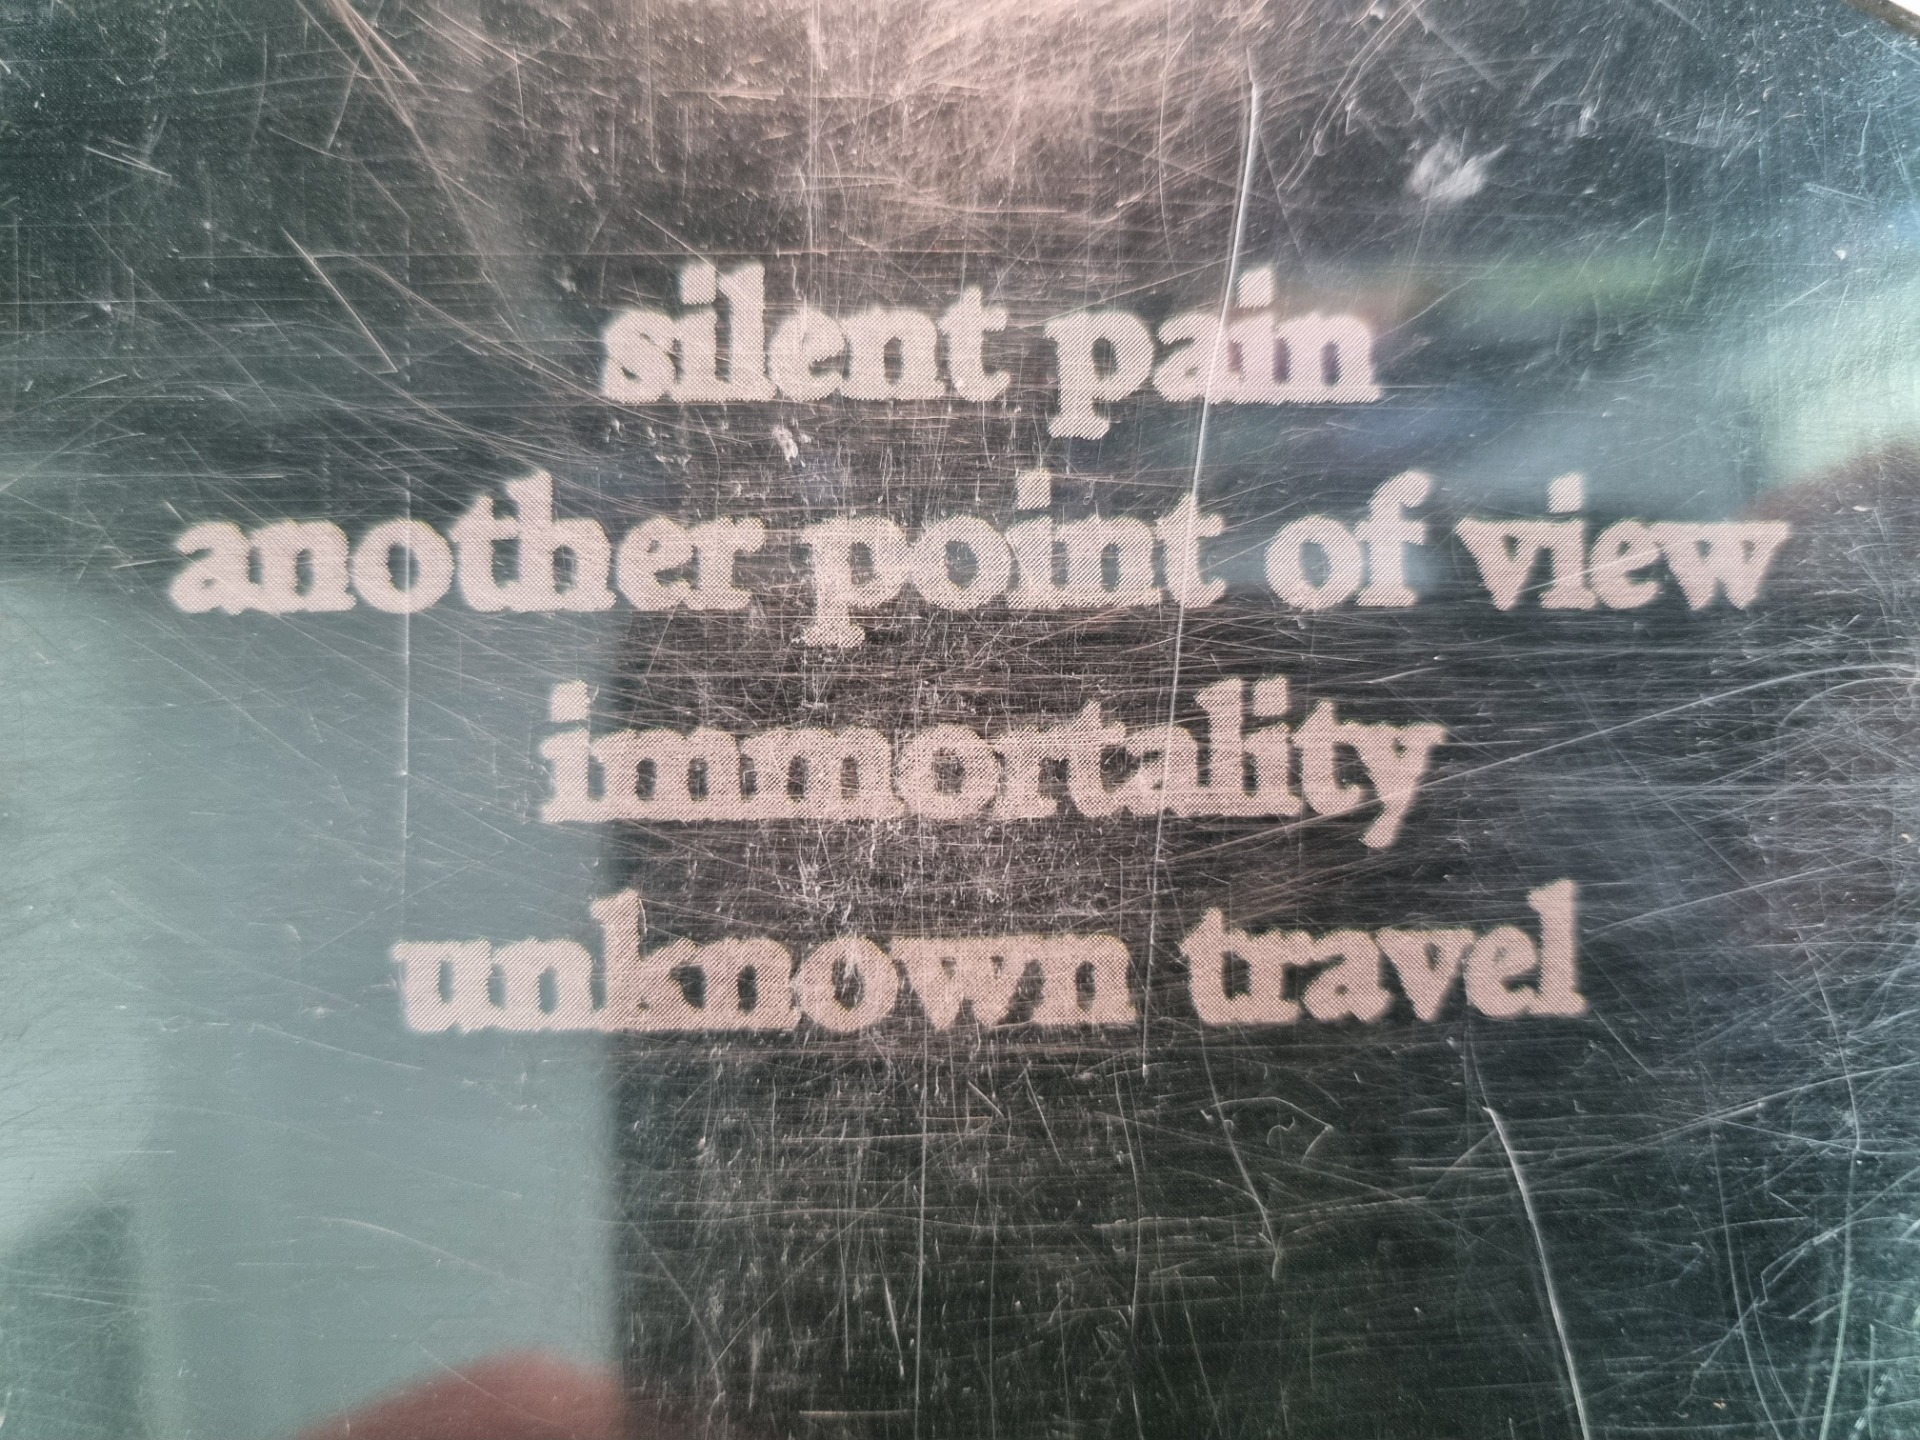 silent pain
another point of view
immortality
unknown travel